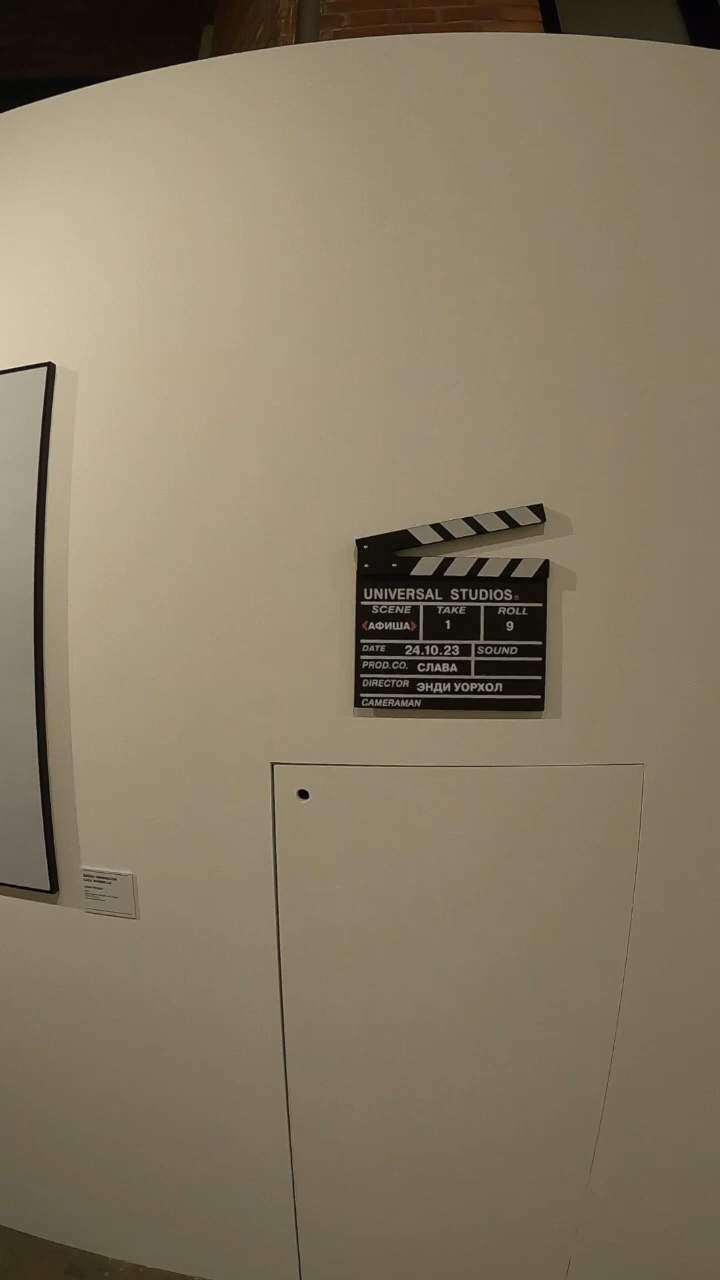 UNIVERSAL STUDIOS®
SCENE TAKE ROLL
‹АФИША› 1 9
DATE 24.10.23 SOUND
PROD.CO. СЛАВА
DIRECTOR ЭНДИ УОРХОЛ
CAMERAMAN